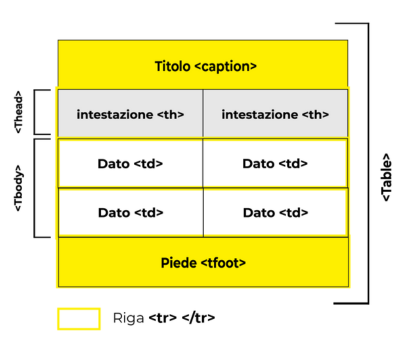 Titolo <caption>
<Thead>
intestazione <th> intestazione <th>
<Tbody>
Dato <td> Dato <td>
Dato <td> Dato <td>
<Table>
Piede <tfoot>
Riga <tr> </tr>